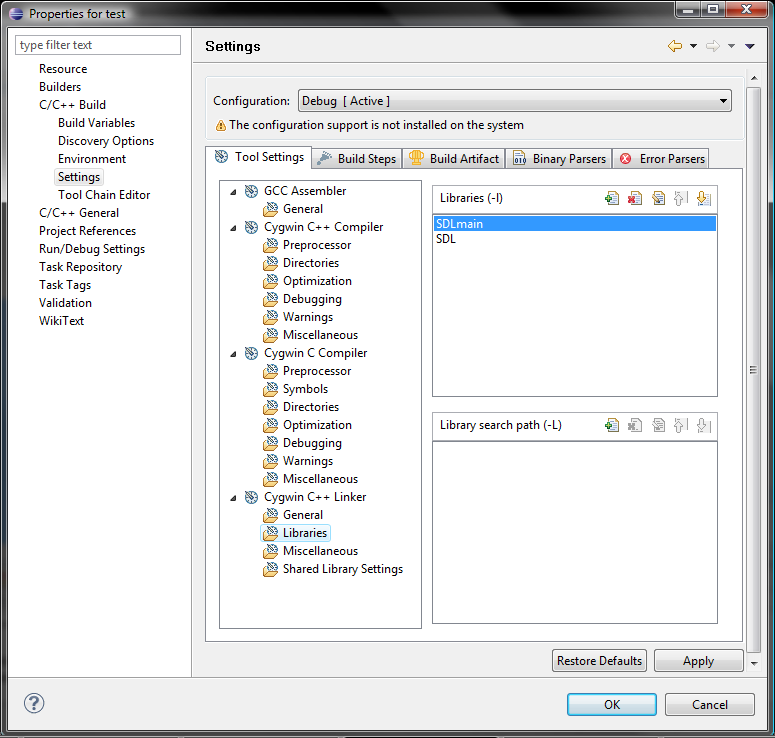 Properties for test
type filter text
Resource
Builders
C/C++ Build
Build Variables
Discovery Options
Environment
Settings
Tool Chain Editor
C/C++ General
Project References
Run/Debug Settings
Task Repository
Task Tags
Validation
WikiText
Settings
Configuration: Debug [ Active ]
The configuration support is not installed on the system
Tool Settings Build Steps Build Artifact Binary Parsers Error Parsers
GCC Assembler
General
Cygwin C++ Compiler
Preprocessor
Directories
Optimization
Debugging
Warnings
Miscellaneous
Cygwin C Compiler
Preprocessor
Symbols
Directories
Optimization
Debugging
Warnings
Miscellaneous
Cygwin C++ Linker
General
Libraries
Miscellaneous
Shared Library Settings
Libraries (-l)
SDLmain
SDL
Library search path (-L)
Restore Defaults Apply
OK Cancel